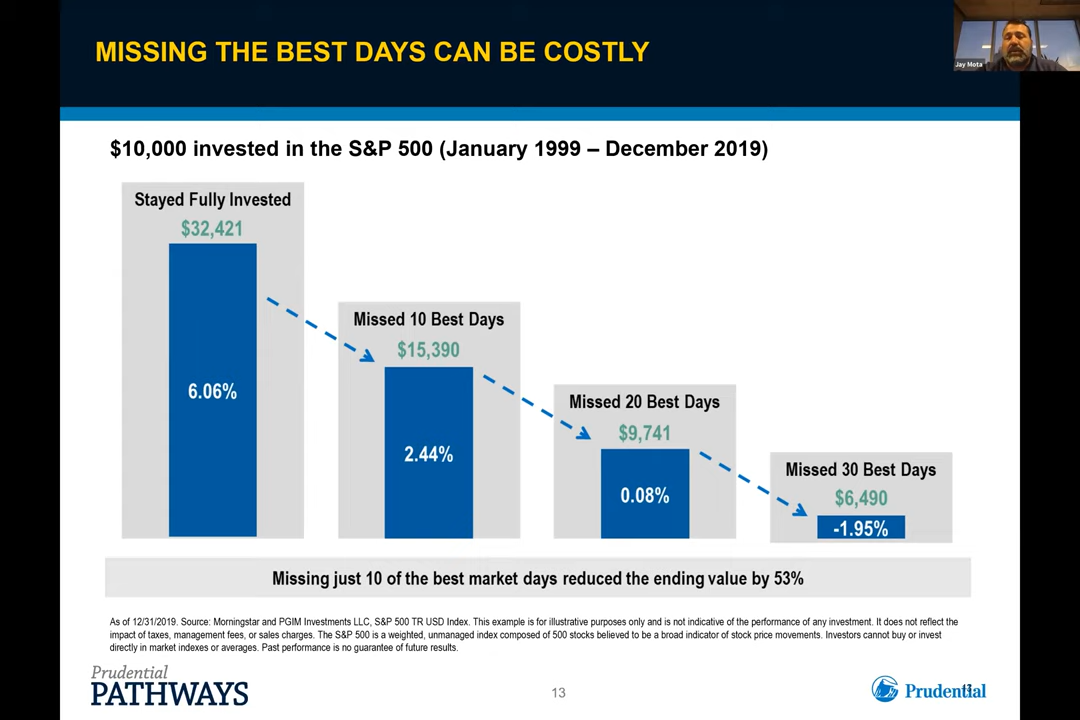 MISSING THE BEST DAYS CAN BE COSTLY
Jay Mota
$10,000 invested in the S&P 500 (January 1999 – December 2019)
Stayed Fully Invested
$32,421
6.06%
Missed 10 Best Days
$15,390
2.44%
Missed 20 Best Days
$9,741
0.08%
Missed 30 Best Days
$6,490
-1.95%
Missing just 10 of the best market days reduced the ending value by 53%
As of 12/31/2019. Source: Morningstar and PGIM Investments LLC, S&P 500 TR USD Index. This example is for illustrative purposes only and is not indicative of the performance of any investment. It does not reflect the
impact of taxes, management fees, or sales charges. The S&P 500 is a weighted, unmanaged index composed of 500 stocks believed to be a broad indicator of stock price movements. Investors cannot buy or invest
directly in market indexes or averages. Past performance is no guarantee of future results.
Prudential
PATHWAYS
13
Prudential